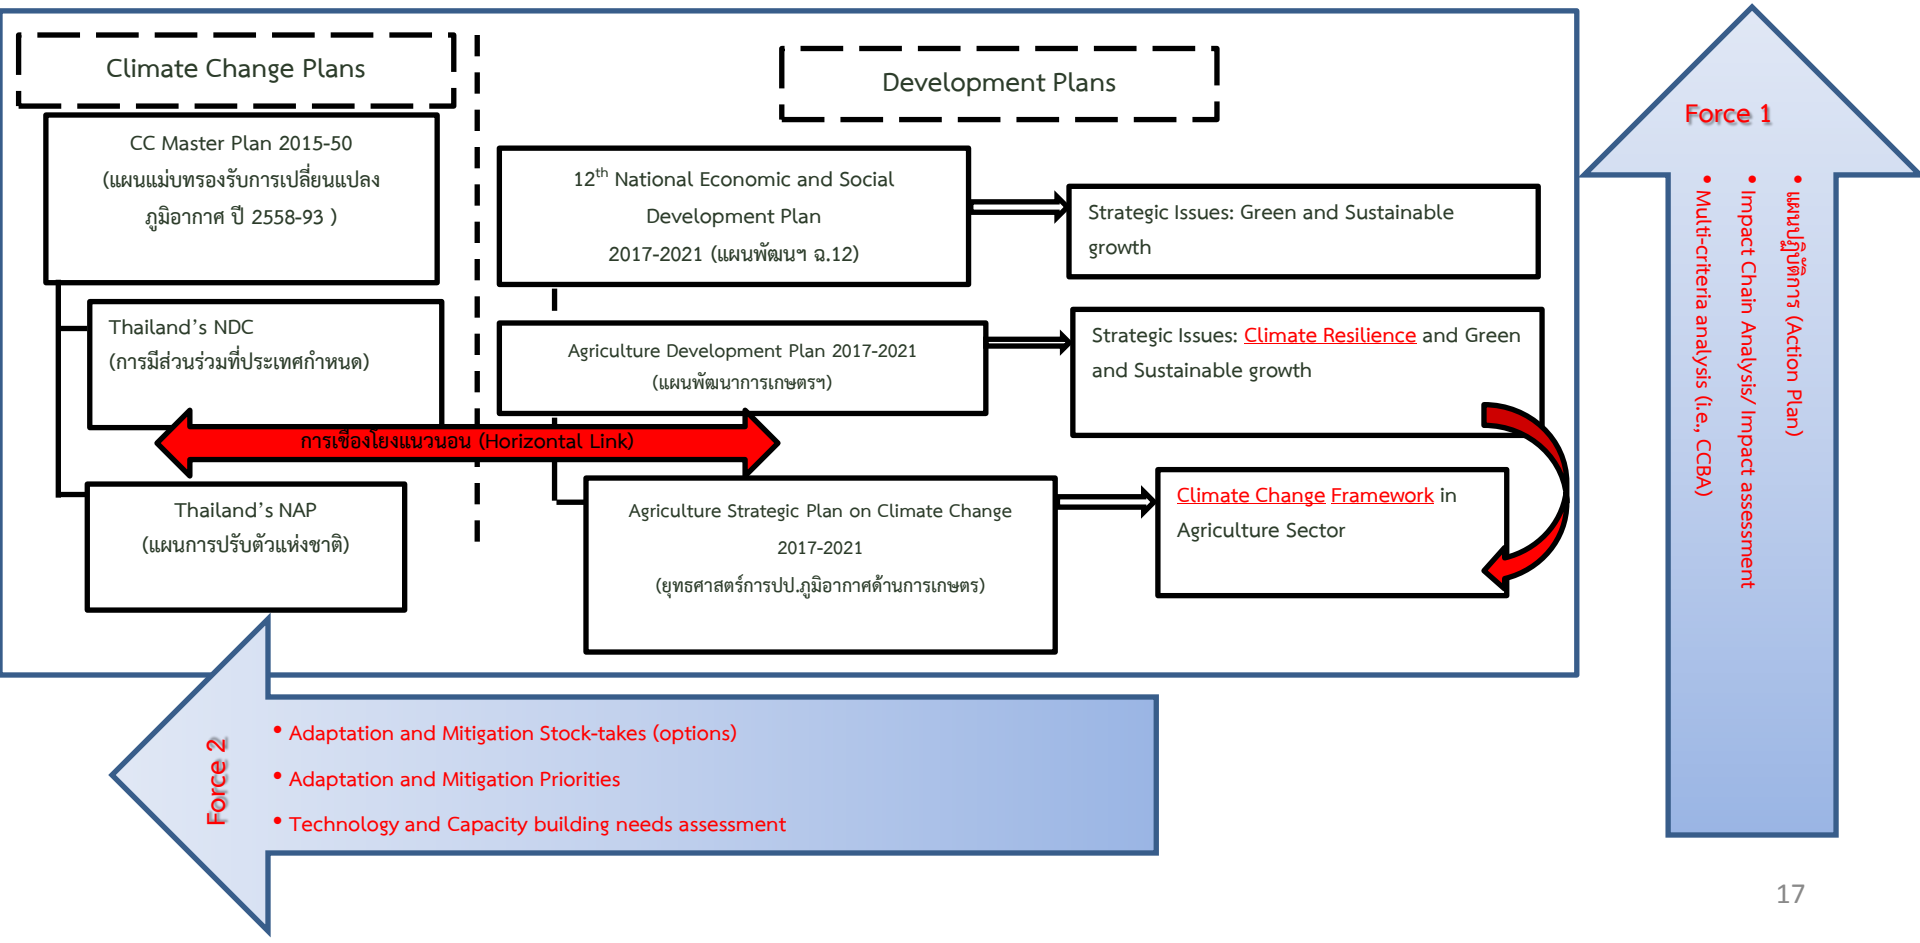 Climate Change Plans
CC Master Plan 2015-50
(แผนแม่บทรองรับการเปลี่ยนแปลง
ภูมิอากาศ ปี 2558-93 )
Thailand's NDC
(การมีส่วนร่วมที่ประเทศกำหนด)
Thailand's NAP
(แผนการปรับตัวแห่งชาติ)
Development Plans
12th National Economic and Social
Development Plan
2017-2021 (แผนพัฒนฯ ฉ.12)
Strategic Issues: Green and Sustainable
growth
Agriculture Development Plan 2017-2021
(แผนพัฒนาการเกษตรฯ)
Strategic Issues: Climate Resilience and Green
and Sustainable growth
การเชื่องโยงแนวนอน (Horizontal Link)
Agriculture Strategic Plan on Climate Change
2017-2021
(ยุทธศาสตร์การปป.ภูมิอากาศด้านการเกษตร)
Climate Change Framework in
Agriculture Sector
Force 1
• แผนปฏิบัติการ (Action Plan)
• Impact Chain Analysis/ Impact assessment
• Multi-criteria analysis (i.e., CCBA)
Force 2
• Adaptation and Mitigation Stock-takes (options)
• Adaptation and Mitigation Priorities
• Technology and Capacity building needs assessment
17